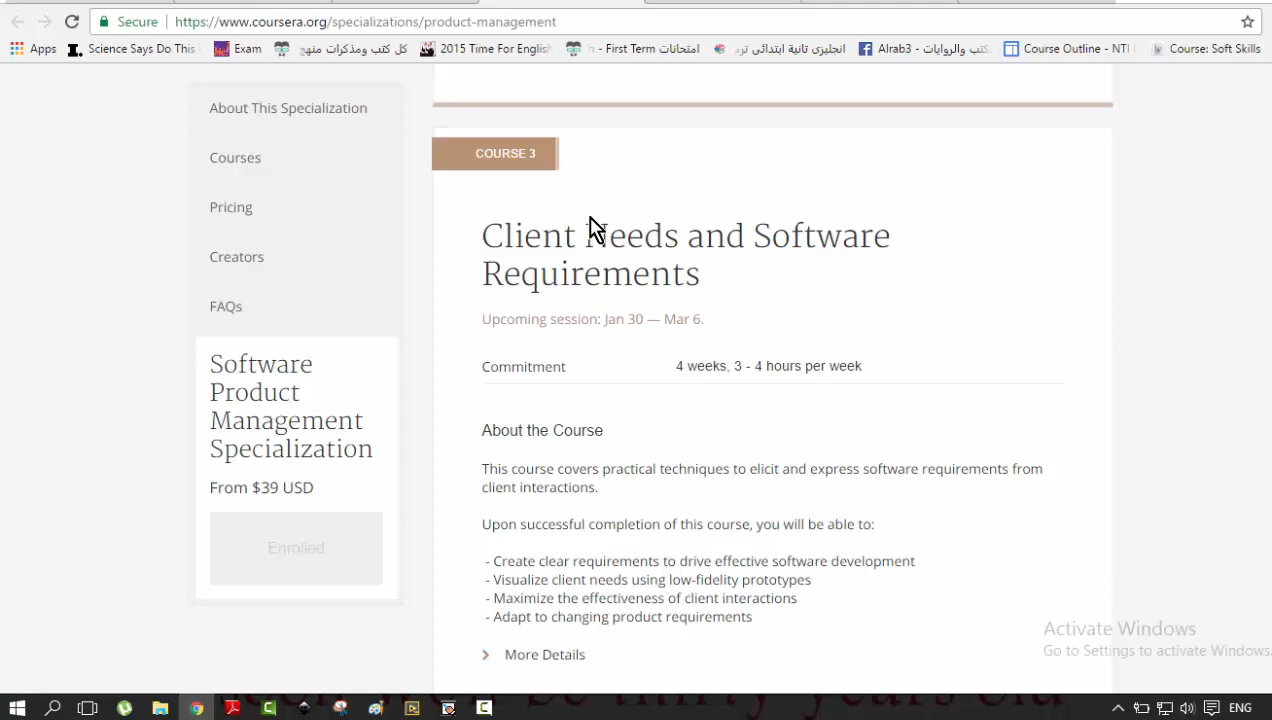 Secure https://www.coursera.org/specializations/product-management
Apps Science Says Do This Exam كل كتب ومذكرات منهج 2015 Time For English امتحانات First Term - انجليزى ثانية ابتدائى تر Alrab3 - كتب والروايات Course Outline - NTI Course: Soft Skills
About This Specialization
Courses
Pricing
Creators
FAQs
Software
Product
Management
Specialization
From $39 USD
Enrolled
COURSE 3
Client Needs and Software
Requirements
Upcoming session: Jan 30 — Mar 6.
Commitment 4 weeks, 3 - 4 hours per week
About the Course
This course covers practical techniques to elicit and express software requirements from
client interactions.
Upon successful completion of this course, you will be able to:
- Create clear requirements to drive effective software development
- Visualize client needs using low-fidelity prototypes
- Maximize the effectiveness of client interactions
- Adapt to changing product requirements
More Details
Activate Windows
Go to Settings to activate Windows.
ENG